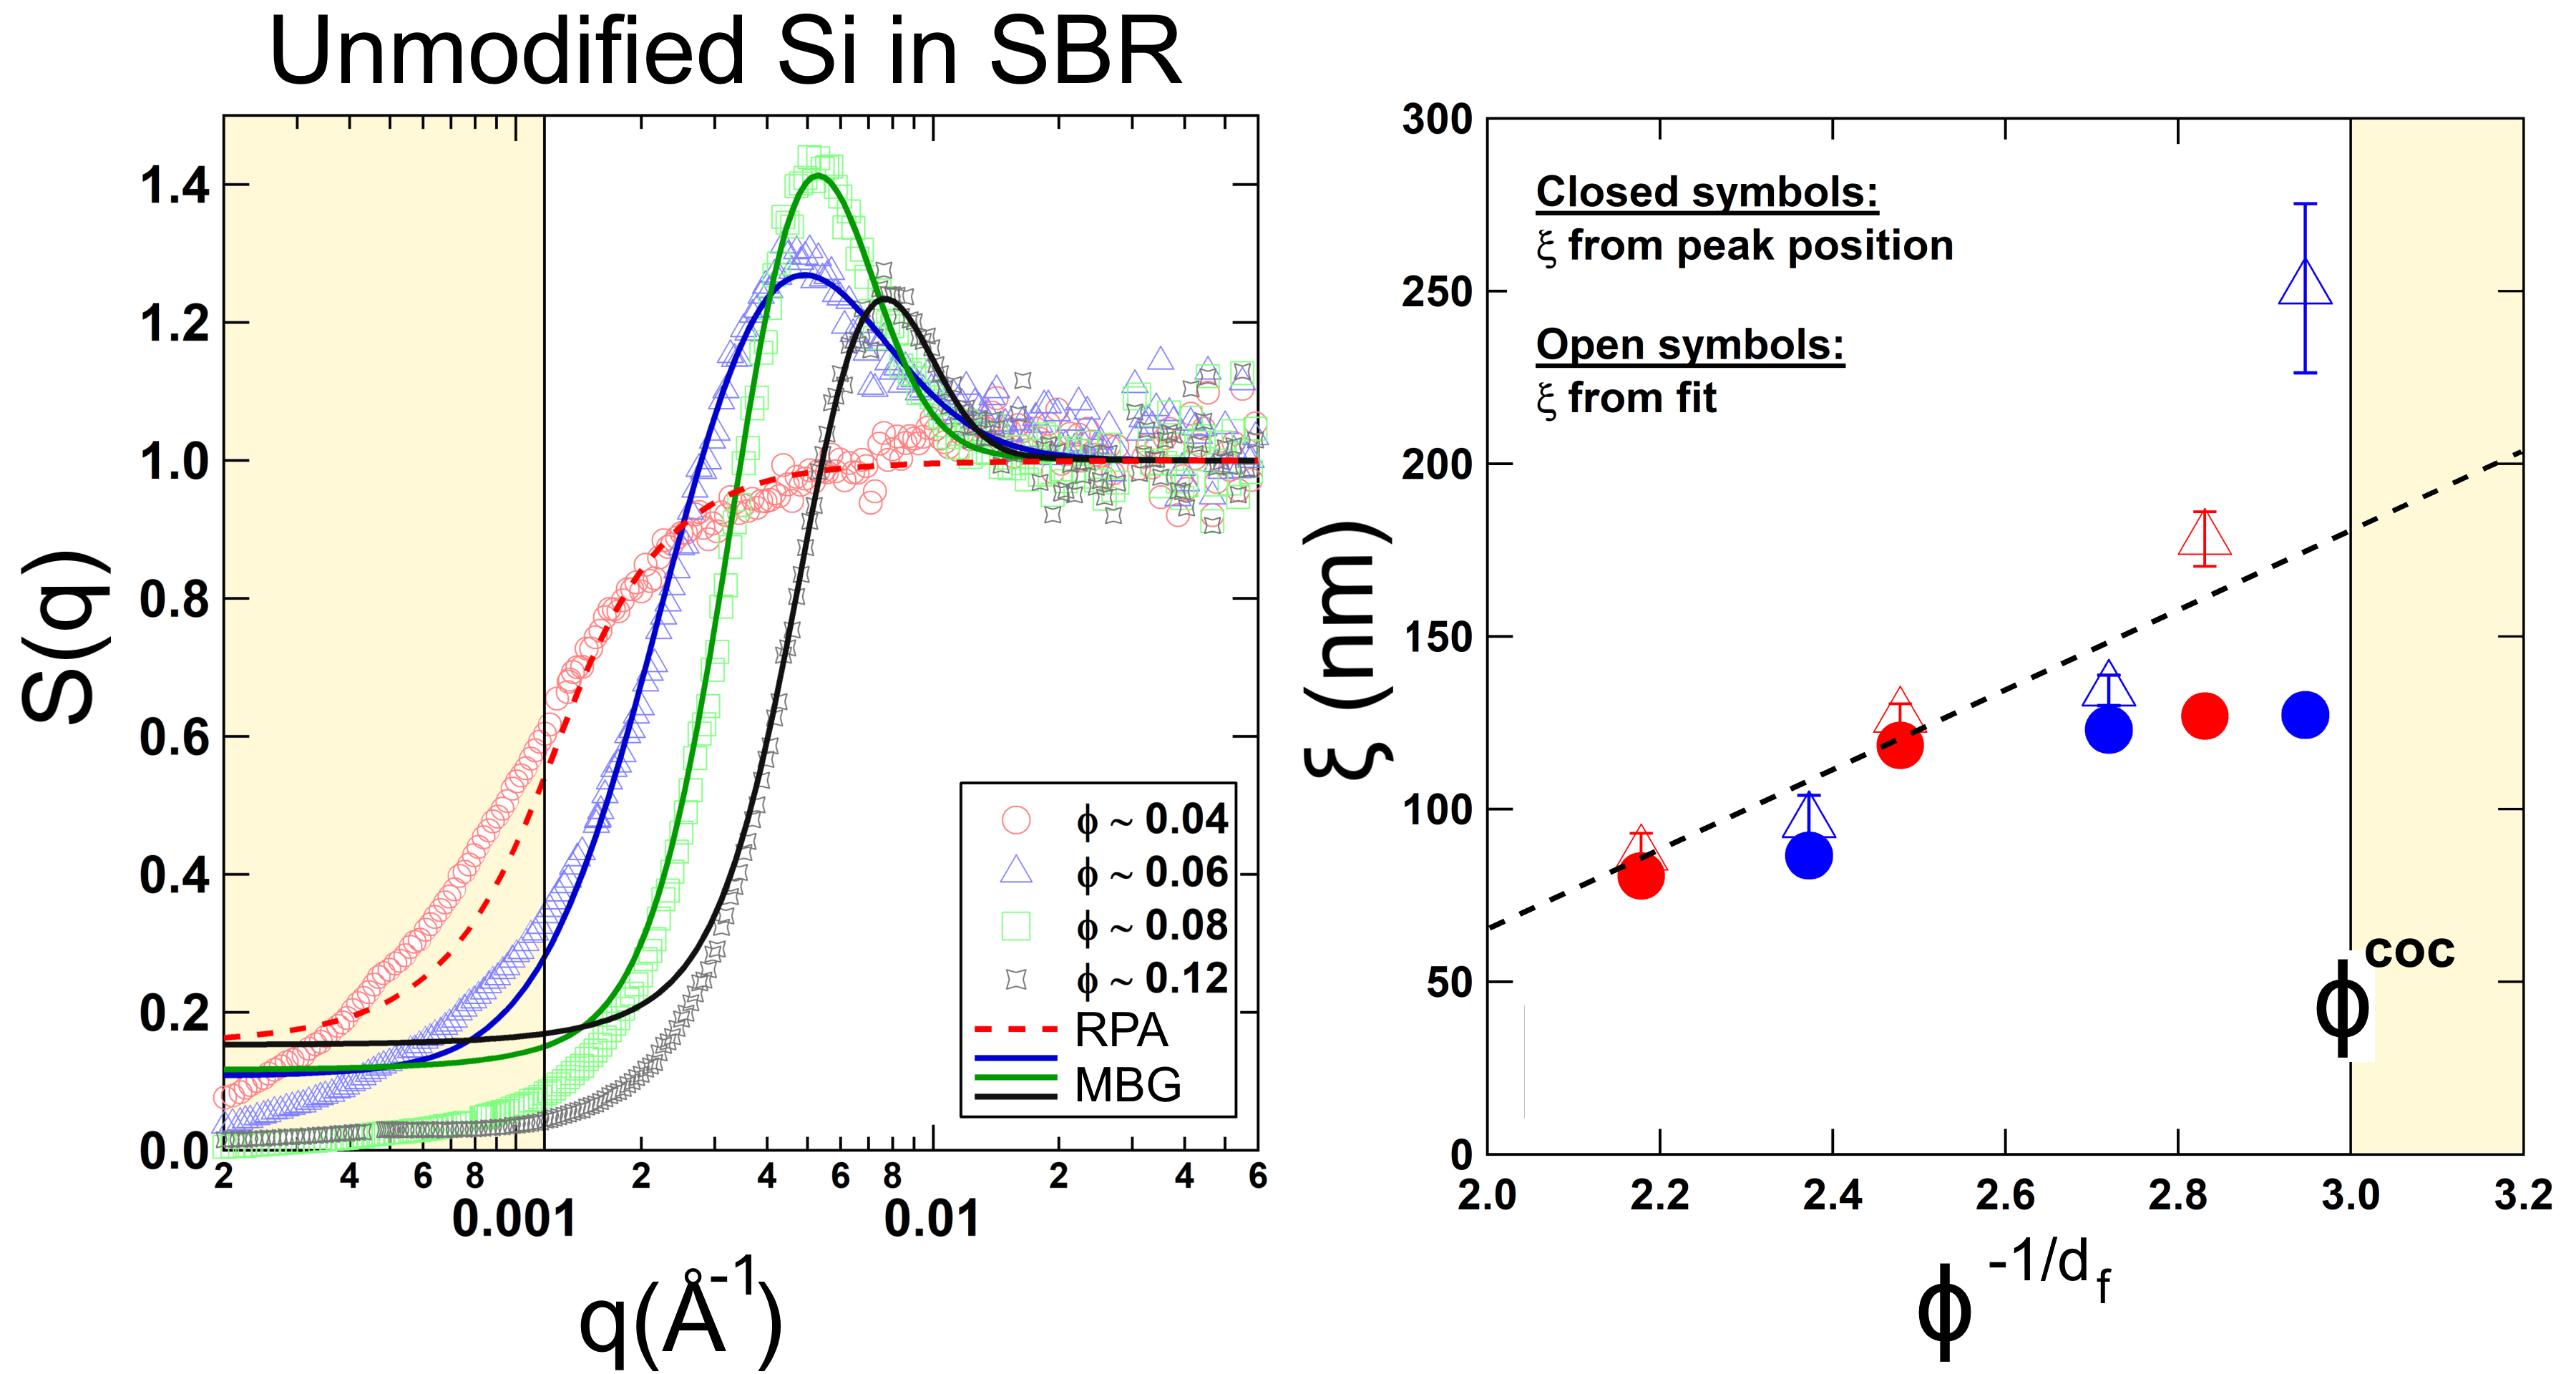 Unmodified Si in SBR
S(q)
1.4
1.2
1.0
0.8
0.6
0.4
0.2
0.0
2 4 6 8 2 4 6 8 2 4 6
0.001 0.01
q(Å⁻¹)
ϕ ~ 0.04
ϕ ~ 0.06
ϕ ~ 0.08
ϕ ~ 0.12
RPA
MBG
ξ (nm)
300
250
200
150
100
50
0
Closed symbols:
ξ from peak position
Open symbols:
ξ from fit
ϕ^coc
2.0 2.2 2.4 2.6 2.8 3.0 3.2
ϕ^-1/d_f